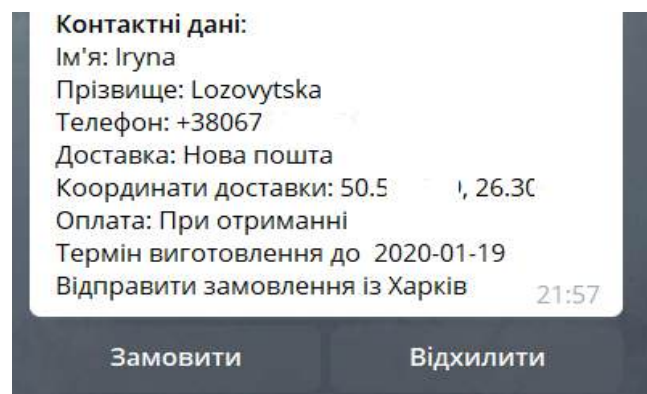 Контактні дані:
Ім'я: Iryna
Прізвище: Lozovytska
Телефон: +38067
Доставка: Нова пошта
Координати доставки: 50.5 , 26.30
Оплата: При отриманні
Термін виготовлення до 2020-01-19
Відправити замовлення із Харків
21:57
Замовити
Відхилити